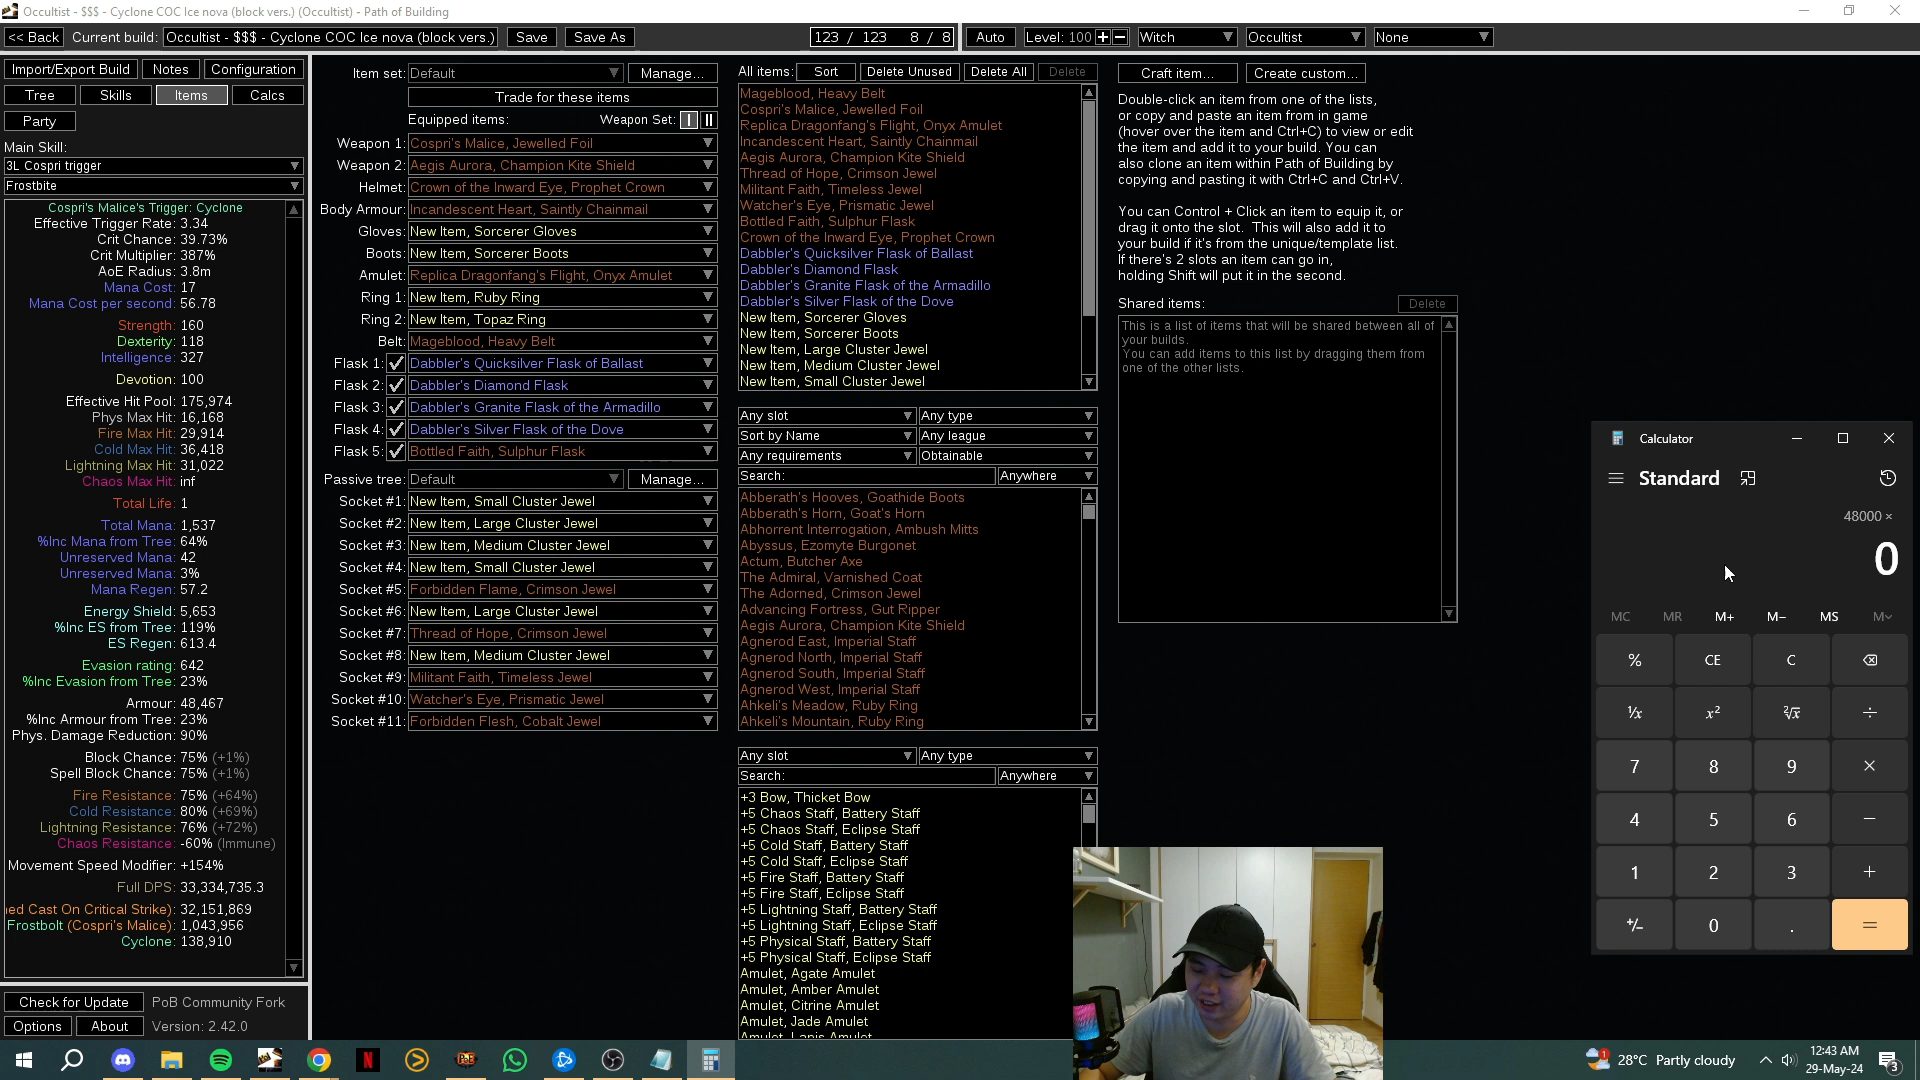 Occultist - $$$ - Cyclone COC Ice nova (block vers.) (Occultist) - Path of Building
<< Back
Current build: Occultist - $$$ - Cyclone COC Ice nova (block vers.)
Save
Save As
123 / 123 8 / 8
Auto
Level: 100
Witch
Occultist
None
Import/Export Build
Notes
Configuration
Tree
Skills
Items
Calcs
Party
Main Skill:
3L Cospri trigger
Frostbite
Cospri's Malice's Trigger: Cyclone
Effective Trigger Rate: 3.34
Crit Chance: 39.73%
Crit Multiplier: 387%
AoE Radius: 3.8m
Mana Cost: 17
Mana Cost per second: 56.78
Strength: 160
Dexterity: 118
Intelligence: 327
Devotion: 100
Effective Hit Pool: 175,974
Phys Max Hit: 16,168
Fire Max Hit: 29,914
Cold Max Hit: 36,418
Lightning Max Hit: 31,022
Chaos Max Hit: inf
Total Life: 1
Total Mana: 1,537
%Inc Mana from Tree: 64%
Unreserved Mana: 42
Unreserved Mana: 3%
Mana Regen: 57.2
Energy Shield: 5,653
%Inc ES from Tree: 119%
ES Regen: 613.4
Evasion rating: 642
%Inc Evasion from Tree: 23%
Armour: 48,467
%Inc Armour from Tree: 23%
Phys. Damage Reduction: 90%
Block Chance: 75% (+1%)
Spell Block Chance: 75% (+1%)
Fire Resistance: 75% (+64%)
Cold Resistance: 80% (+69%)
Lightning Resistance: 76% (+72%)
Chaos Resistance: -60% (Immune)
Movement Speed Modifier: +154%
Full DPS: 33,334,735.3
ned Cast On Critical Strike): 32,151,869
Frostbolt (Cospri's Malice): 1,043,956
Cyclone: 138,910
Check for Update
PoB Community Fork
Options
About
Version: 2.42.0
Item set: Default
Manage...
Trade for these items
Equipped items:
Weapon Set: I II
Weapon 1: Cospri's Malice, Jewelled Foil
Weapon 2: Aegis Aurora, Champion Kite Shield
Helmet: Crown of the Inward Eye, Prophet Crown
Body Armour: Incandescent Heart, Saintly Chainmail
Gloves: New Item, Sorcerer Gloves
Boots: New Item, Sorcerer Boots
Amulet: Replica Dragonfang's Flight, Onyx Amulet
Ring 1: New Item, Ruby Ring
Ring 2: New Item, Topaz Ring
Belt: Mageblood, Heavy Belt
Flask 1: Dabbler's Quicksilver Flask of Ballast
Flask 2: Dabbler's Diamond Flask
Flask 3: Dabbler's Granite Flask of the Armadillo
Flask 4: Dabbler's Silver Flask of the Dove
Flask 5: Bottled Faith, Sulphur Flask
Passive tree: Default
Manage...
Socket #1: New Item, Small Cluster Jewel
Socket #2: New Item, Large Cluster Jewel
Socket #3: New Item, Medium Cluster Jewel
Socket #4: New Item, Small Cluster Jewel
Socket #5: Forbidden Flame, Crimson Jewel
Socket #6: New Item, Large Cluster Jewel
Socket #7: Thread of Hope, Crimson Jewel
Socket #8: New Item, Medium Cluster Jewel
Socket #9: Militant Faith, Timeless Jewel
Socket #10: Watcher's Eye, Prismatic Jewel
Socket #11: Forbidden Flesh, Cobalt Jewel
All items:
Sort
Delete Unused
Delete All
Delete
Mageblood, Heavy Belt
Cospri's Malice, Jewelled Foil
Replica Dragonfang's Flight, Onyx Amulet
Incandescent Heart, Saintly Chainmail
Aegis Aurora, Champion Kite Shield
Thread of Hope, Crimson Jewel
Militant Faith, Timeless Jewel
Watcher's Eye, Prismatic Jewel
Bottled Faith, Sulphur Flask
Crown of the Inward Eye, Prophet Crown
Dabbler's Quicksilver Flask of Ballast
Dabbler's Diamond Flask
Dabbler's Granite Flask of the Armadillo
Dabbler's Silver Flask of the Dove
New Item, Sorcerer Gloves
New Item, Sorcerer Boots
New Item, Large Cluster Jewel
New Item, Medium Cluster Jewel
New Item, Small Cluster Jewel
Any slot
Any type
Sort by Name
Any league
Any requirements
Obtainable
Search:
Anywhere
Abberath's Hooves, Goathide Boots
Abberath's Horn, Goat's Horn
Abhorrent Interrogation, Ambush Mitts
Abyssus, Ezomyte Burgonet
Actum, Butcher Axe
The Admiral, Varnished Coat
The Adorned, Crimson Jewel
Advancing Fortress, Gut Ripper
Aegis Aurora, Champion Kite Shield
Agnerod East, Imperial Staff
Agnerod North, Imperial Staff
Agnerod South, Imperial Staff
Agnerod West, Imperial Staff
Ahkeli's Meadow, Ruby Ring
Ahkeli's Mountain, Ruby Ring
Any slot
Any type
Search:
Anywhere
+3 Bow, Thicket Bow
+5 Chaos Staff, Battery Staff
+5 Chaos Staff, Eclipse Staff
+5 Cold Staff, Battery Staff
+5 Cold Staff, Eclipse Staff
+5 Fire Staff, Battery Staff
+5 Fire Staff, Eclipse Staff
+5 Lightning Staff, Battery Staff
+5 Lightning Staff, Eclipse Staff
+5 Physical Staff, Battery Staff
+5 Physical Staff, Eclipse Staff
Amulet, Agate Amulet
Amulet, Amber Amulet
Amulet, Citrine Amulet
Amulet, Jade Amulet
Amulet, Lapis Amulet
Craft item...
Create custom...
Double-click an item from one of the lists,
or copy and paste an item from in game
(hover over the item and Ctrl+C) to view or edit
the item and add it to your build. You can
also clone an item within Path of Building by
copying and pasting it with Ctrl+C and Ctrl+V.
You can Control + Click an item to equip it, or
drag it onto the slot. This will also add it to
your build if it's from the unique/template list.
If there's 2 slots an item can go in,
holding Shift will put it in the second.
Shared items:
Delete
This is a list of items that will be shared between all of
your builds.
You can add items to this list by dragging them from
one of the other lists.
Calculator
Standard
48000 ×
0
MC MR M+ M− MS M˅
% CE C
¹⁄x x² ²√x ÷
7 8 9 ×
4 5 6 −
1 2 3 +
+/− 0 . =
28°C Partly cloudy
12:43 AM
29-May-24
3